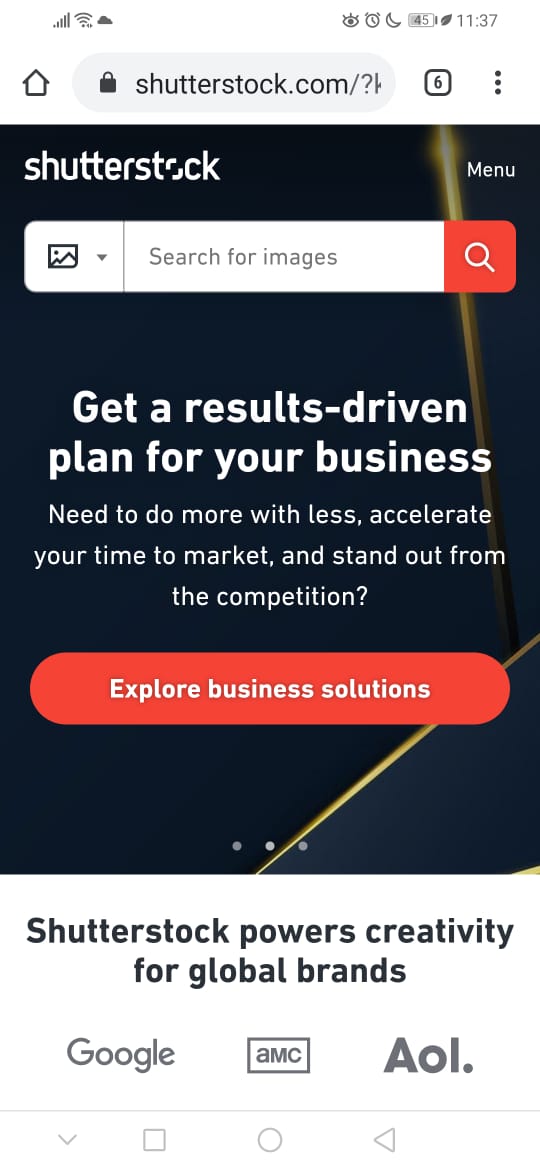 45 11:37
shutterstock.com/?k 6
shutterstock
Menu
Search for images
Get a results-driven
plan for your business
Need to do more with less, accelerate
your time to market, and stand out from
the competition?
Explore business solutions
Shutterstock powers creativity
for global brands
Google aMC Aol.